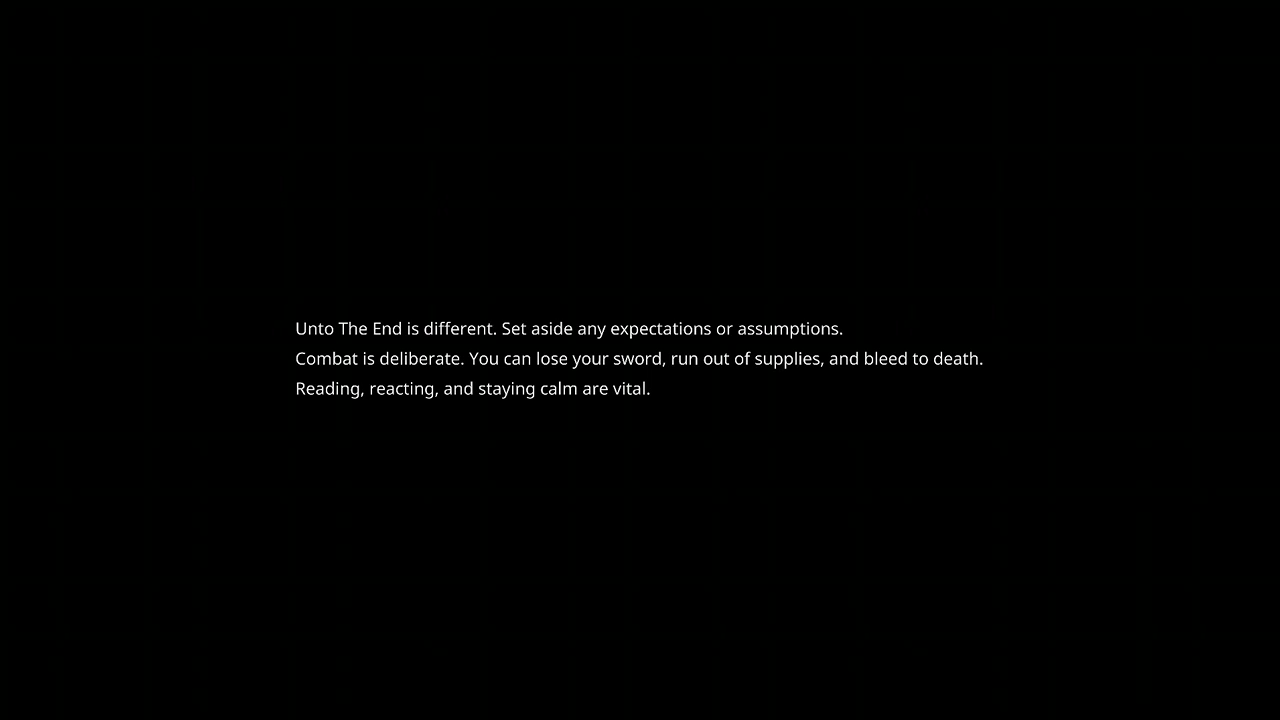 Unto The End is different. Set aside any expectations or assumptions.
Combat is deliberate. You can lose your sword, run out of supplies, and bleed to death.
Reading, reacting, and staying calm are vital.